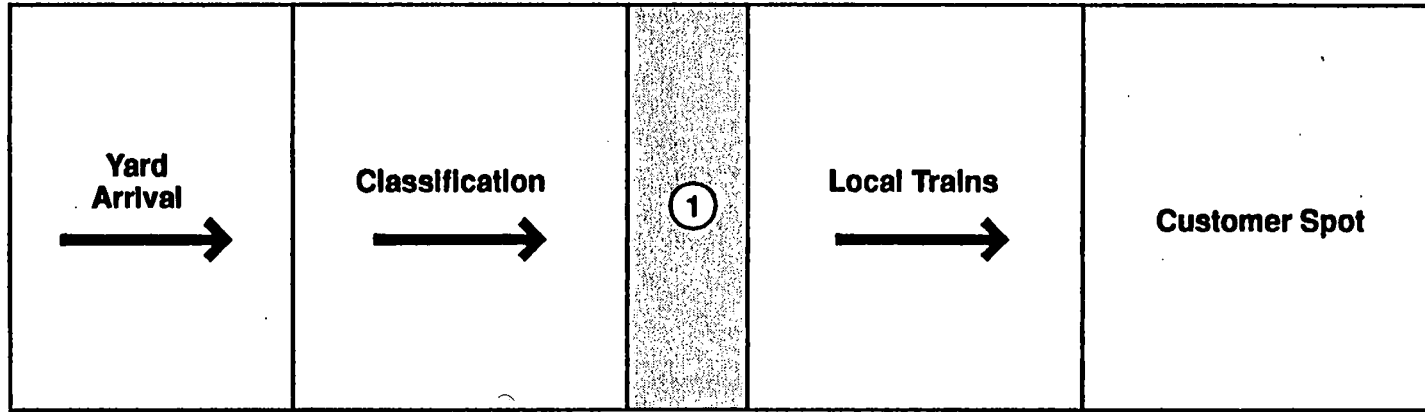 Yard
Arrival
Classification
1
Local Trains
Customer Spot